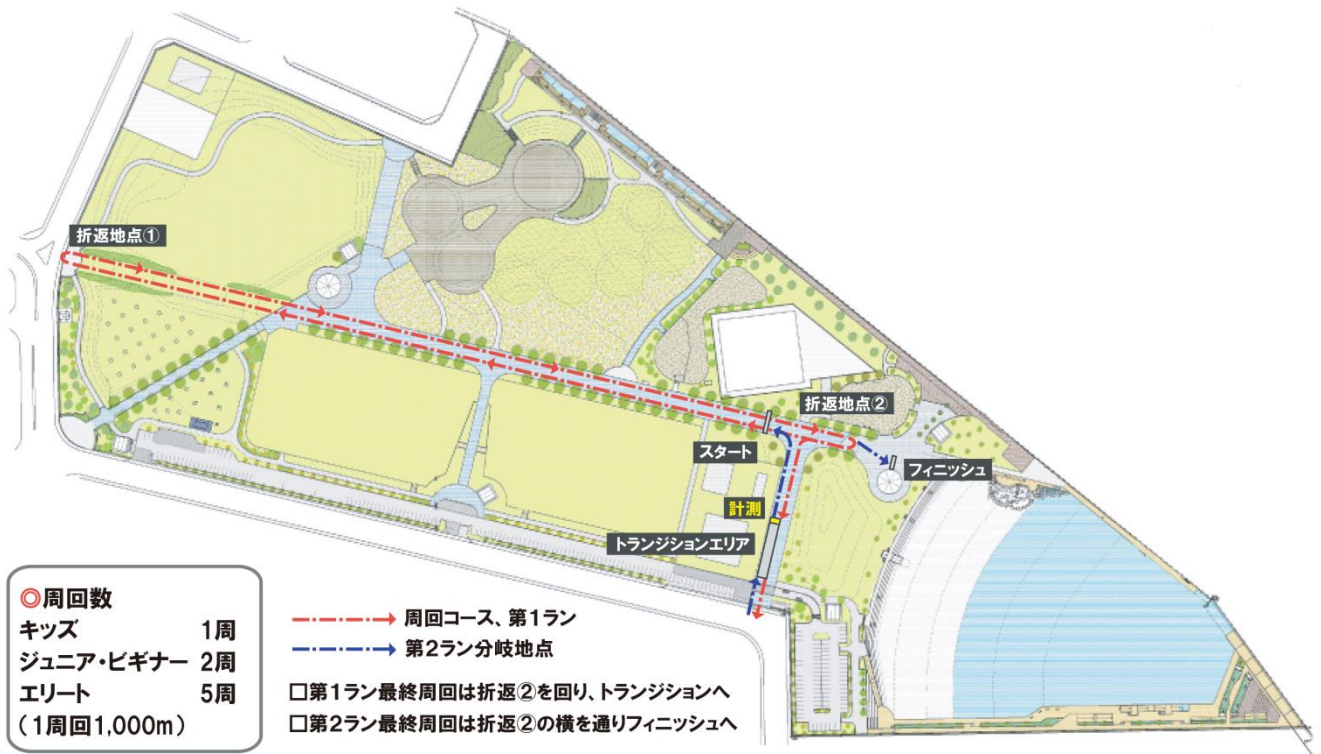 折返地点①
折返地点②
スタート
フィニッシュ
計測
トランジションエリア
◎周回数
キッズ 1周
ジュニア・ビギナー 2周
エリート 5周
(1周回1,000m)
周回コース、第1ラン
第2ラン分岐地点
□第1ラン最終周回は折返②を回り、トランジションへ
□第2ラン最終周回は折返②の横を通りフィニッシュへ